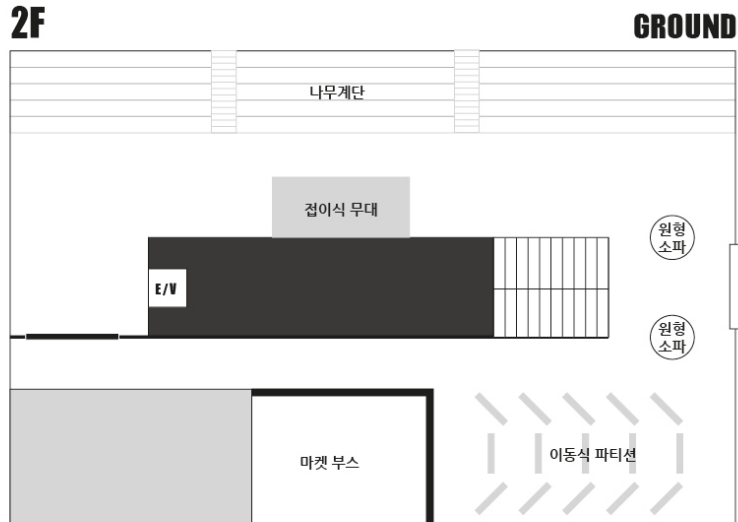 2F
GROUND
나무계단
접이식 무대
원형
소파
E/V
원형
소파
마켓 부스
이동식 파티션